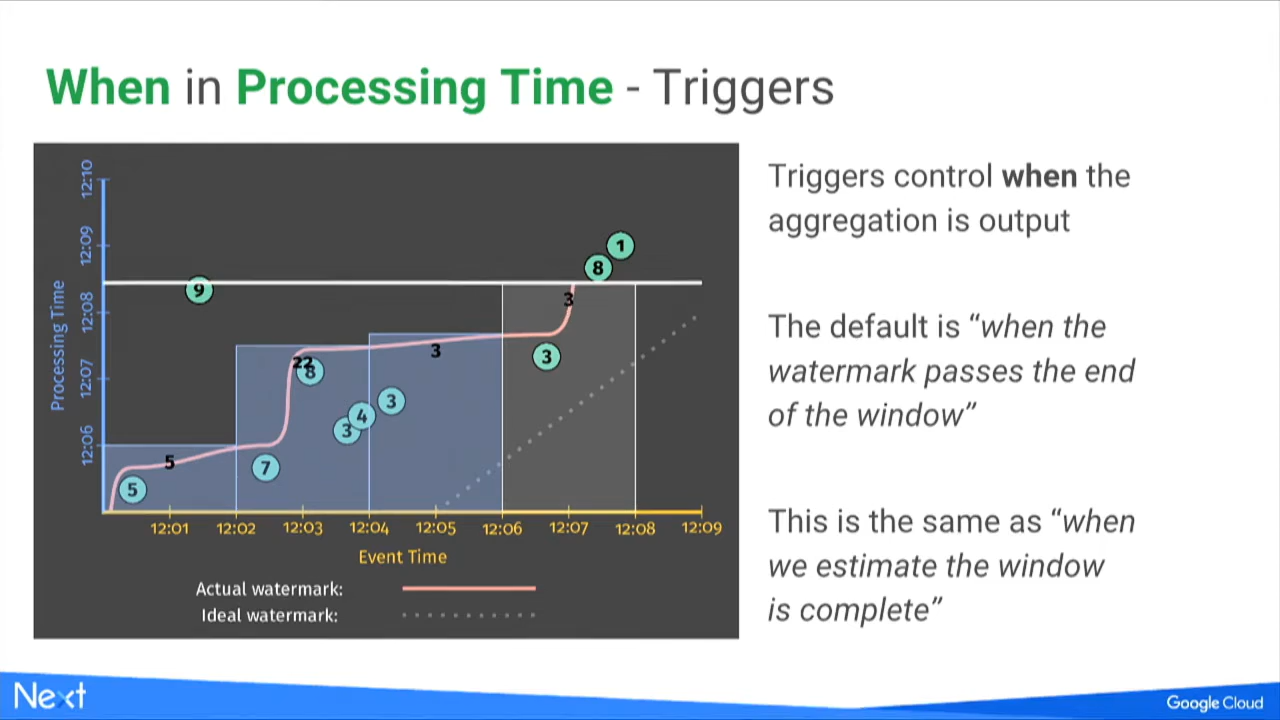 When in Processing Time - Triggers
12:10
12:09
12:08
12:07
12:06
Processing Time
9
1
8
3
22
8
3
3
3
4
3
5
7
5
12:01 12:02 12:03 12:04 12:05 12:06 12:07 12:08 12:09
Event Time
Actual watermark:
Ideal watermark:
Triggers control when the
aggregation is output
The default is “when the
watermark passes the end
of the window”
This is the same as “when
we estimate the window
is complete”
Next
Google Cloud